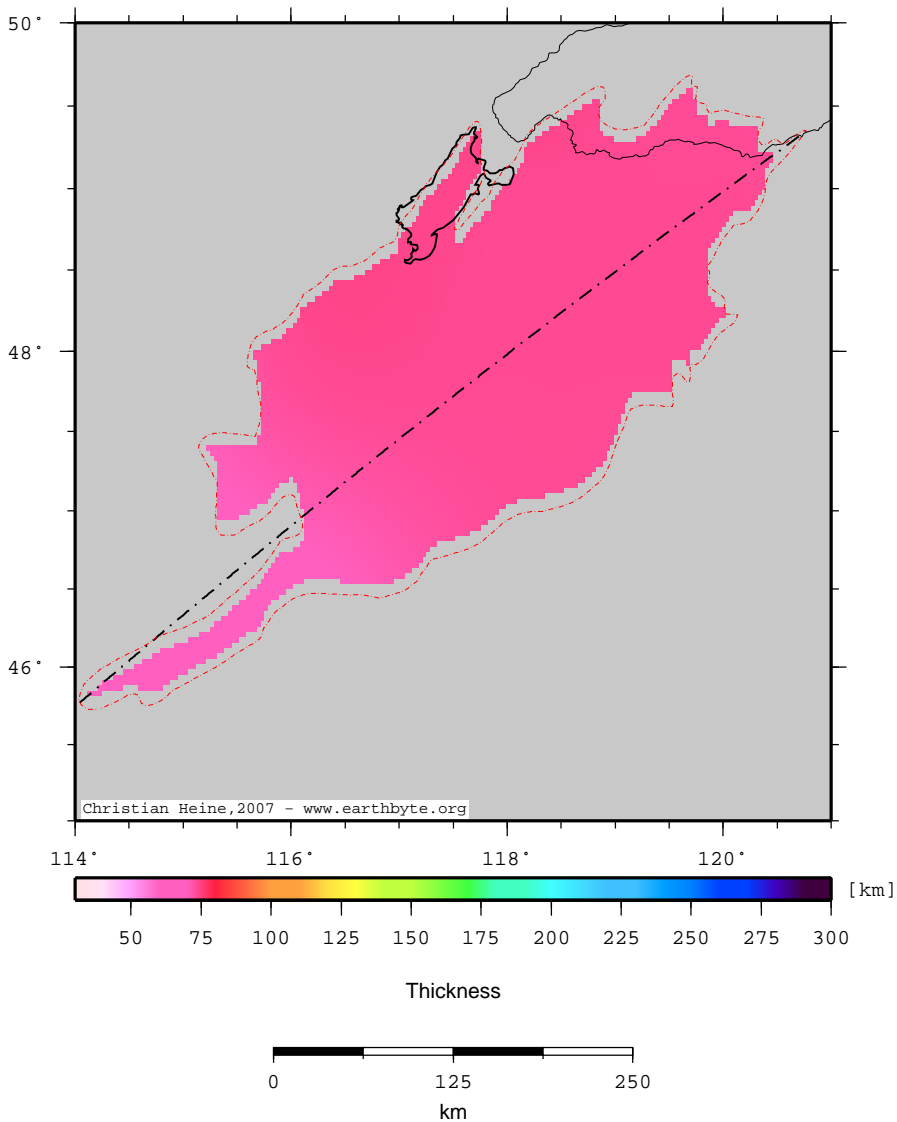 50°
48°
46°
Christian Heine,2007 - www.earthbyte.org
114° 116° 118° 120°
[km]
50 75 100 125 150 175 200 225 250 275 300
Thickness
0 125 250
km